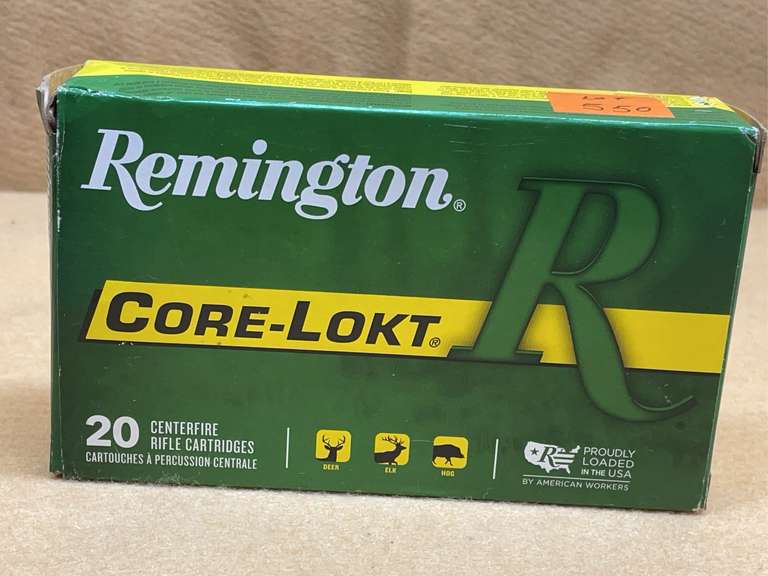 Remington®
CORE-LOKT®
R
20 CENTERFIRE
RIFLE CARTRIDGES
CARTOUCHES À PERCUSSION CENTRALE
DEER
ELK
HOG
R
PROUDLY
LOADED
IN THE USA
BY AMERICAN WORKERS